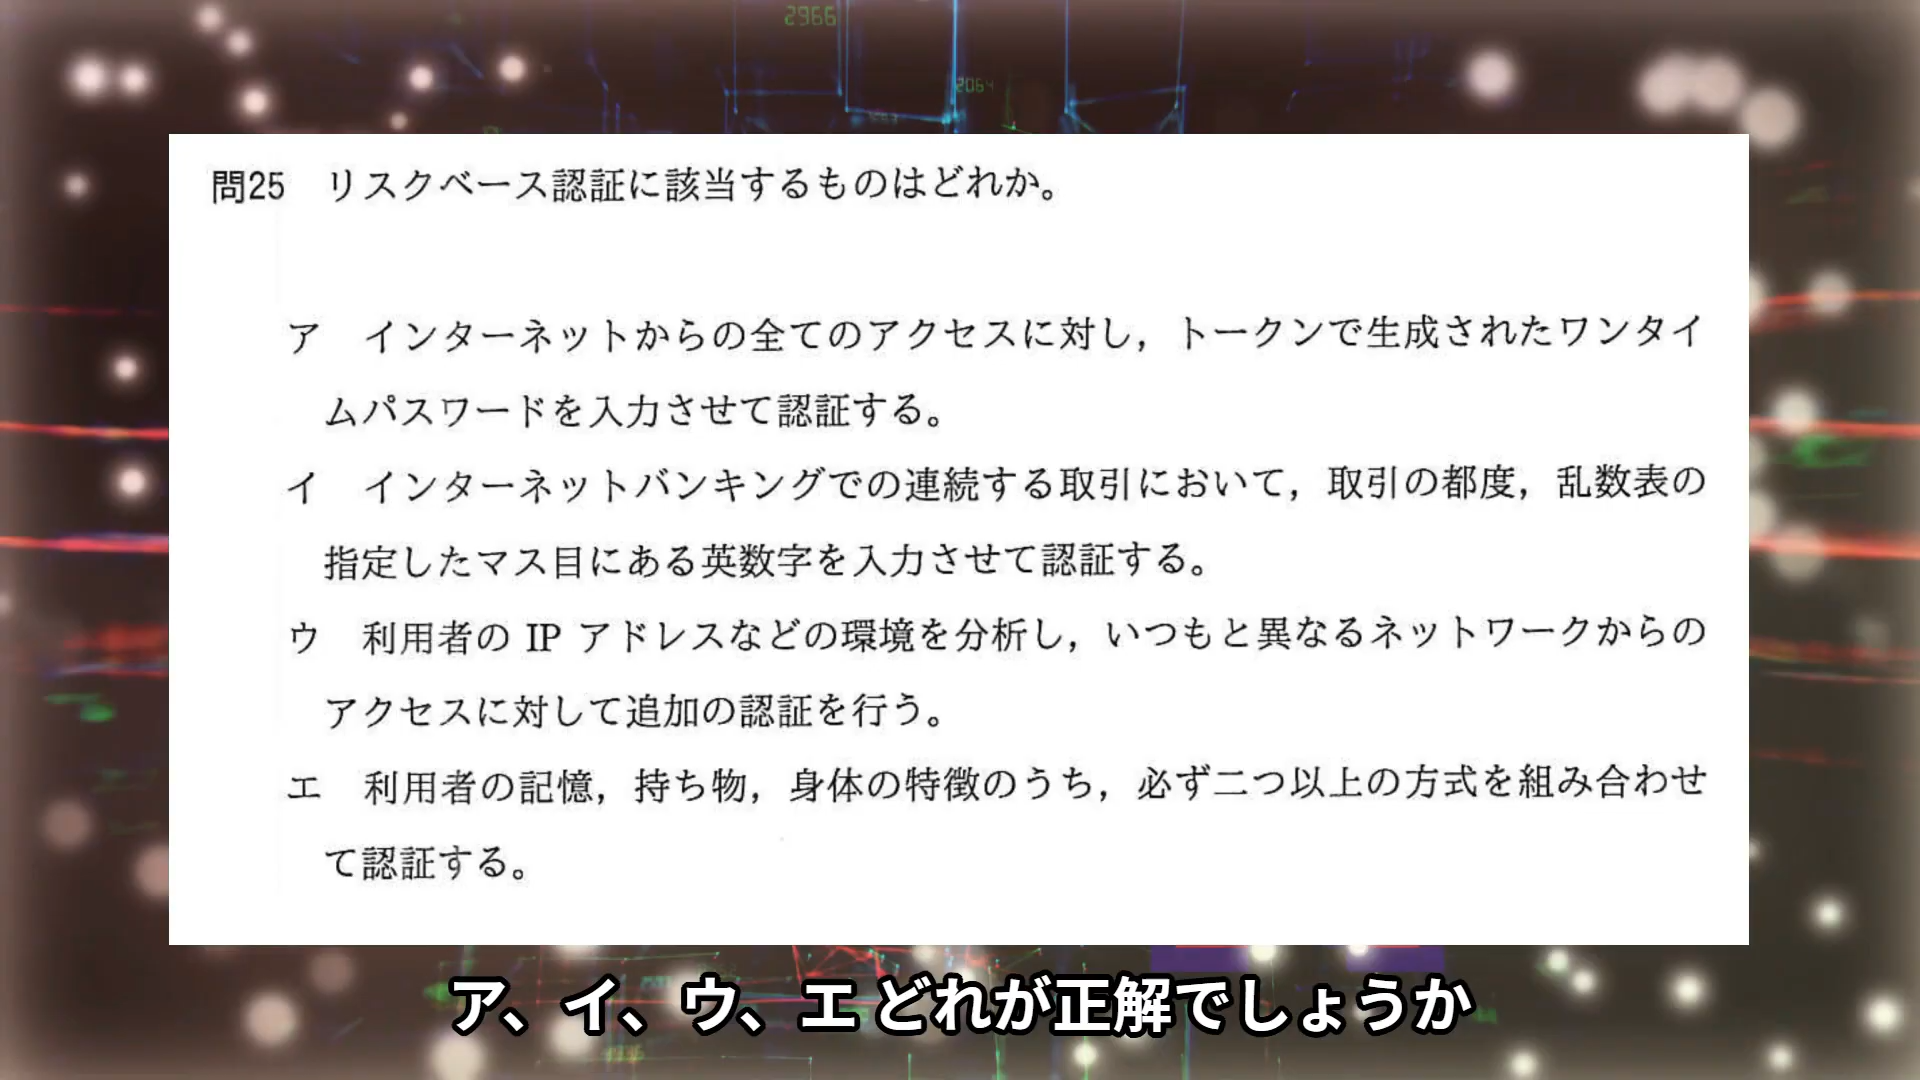 2966
2064
問25 リスクベース認証に該当するものはどれか。
ア インターネットからの全てのアクセスに対し，トークンで生成されたワンタイ
ムパスワードを入力させて認証する。
イ インターネットバンキングでの連続する取引において，取引の都度，乱数表の
指定したマス目にある英数字を入力させて認証する。
ウ 利用者の IP アドレスなどの環境を分析し，いつもと異なるネットワークからの
アクセスに対して追加の認証を行う。
エ 利用者の記憶，持ち物，身体の特徴のうち，必ず二つ以上の方式を組み合わせ
て認証する。
ア、イ、ウ、エ どれが正解でしょうか